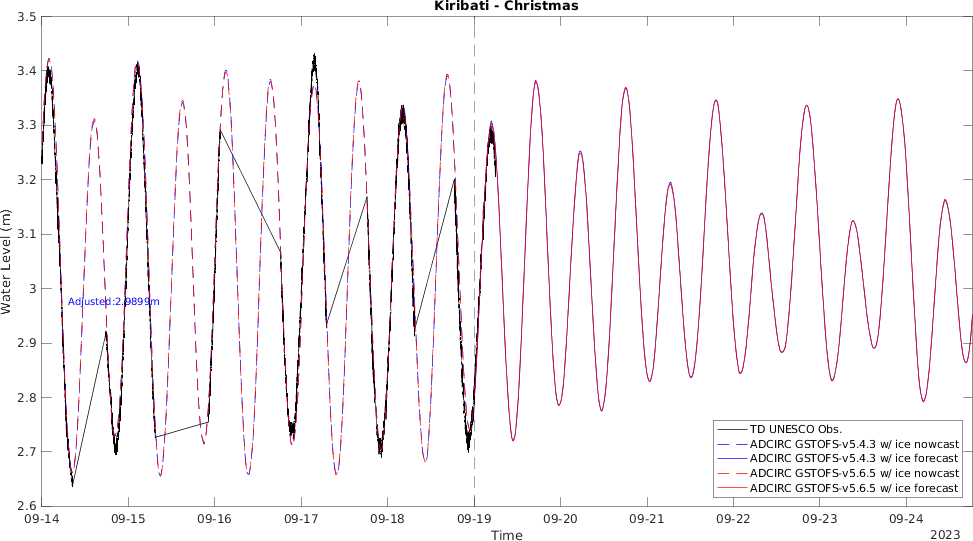 Kiribati - Christmas
3.5
3.4
3.3
3.2
3.1
3
2.9
2.8
2.7
2.6
Water Level (m)
Adjusted:2.9899m
TD UNESCO Obs.
ADCIRC GSTOFS-v5.4.3 w/ ice nowcast
ADCIRC GSTOFS-v5.4.3 w/ ice forecast
ADCIRC GSTOFS-v5.6.5 w/ ice nowcast
ADCIRC GSTOFS-v5.6.5 w/ ice forecast
09-14 09-15 09-16 09-17 09-18 09-19 09-20 09-21 09-22 09-23 09-24
Time
2023